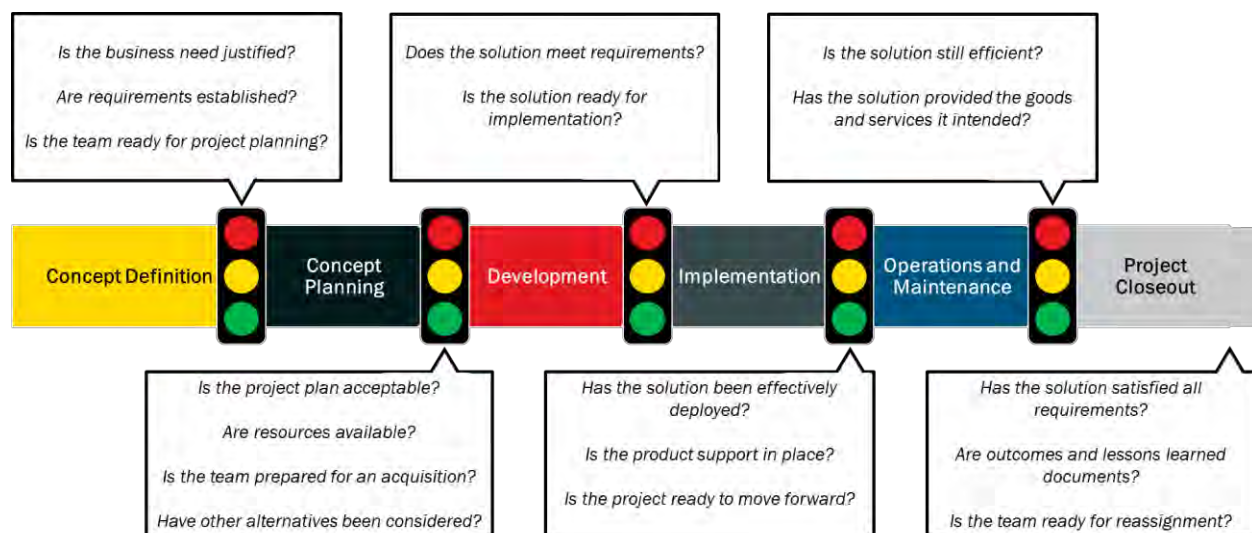 Is the business need justified?
Are requirements established?
Is the team ready for project planning?
Does the solution meet requirements?
Is the solution ready for
implementation?
Is the solution still efficient?
Has the solution provided the goods
and services it intended?
Concept Definition
Concept
Planning
Development
Implementation
Operations and
Maintenance
Project
Closeout
Is the project plan acceptable?
Are resources available?
Is the team prepared for an acquisition?
Have other alternatives been considered?
Has the solution been effectively
deployed?
Is the product support in place?
Is the project ready to move forward?
Has the solution satisfied all
requirements?
Are outcomes and lessons learned
documents?
Is the team ready for reassignment?